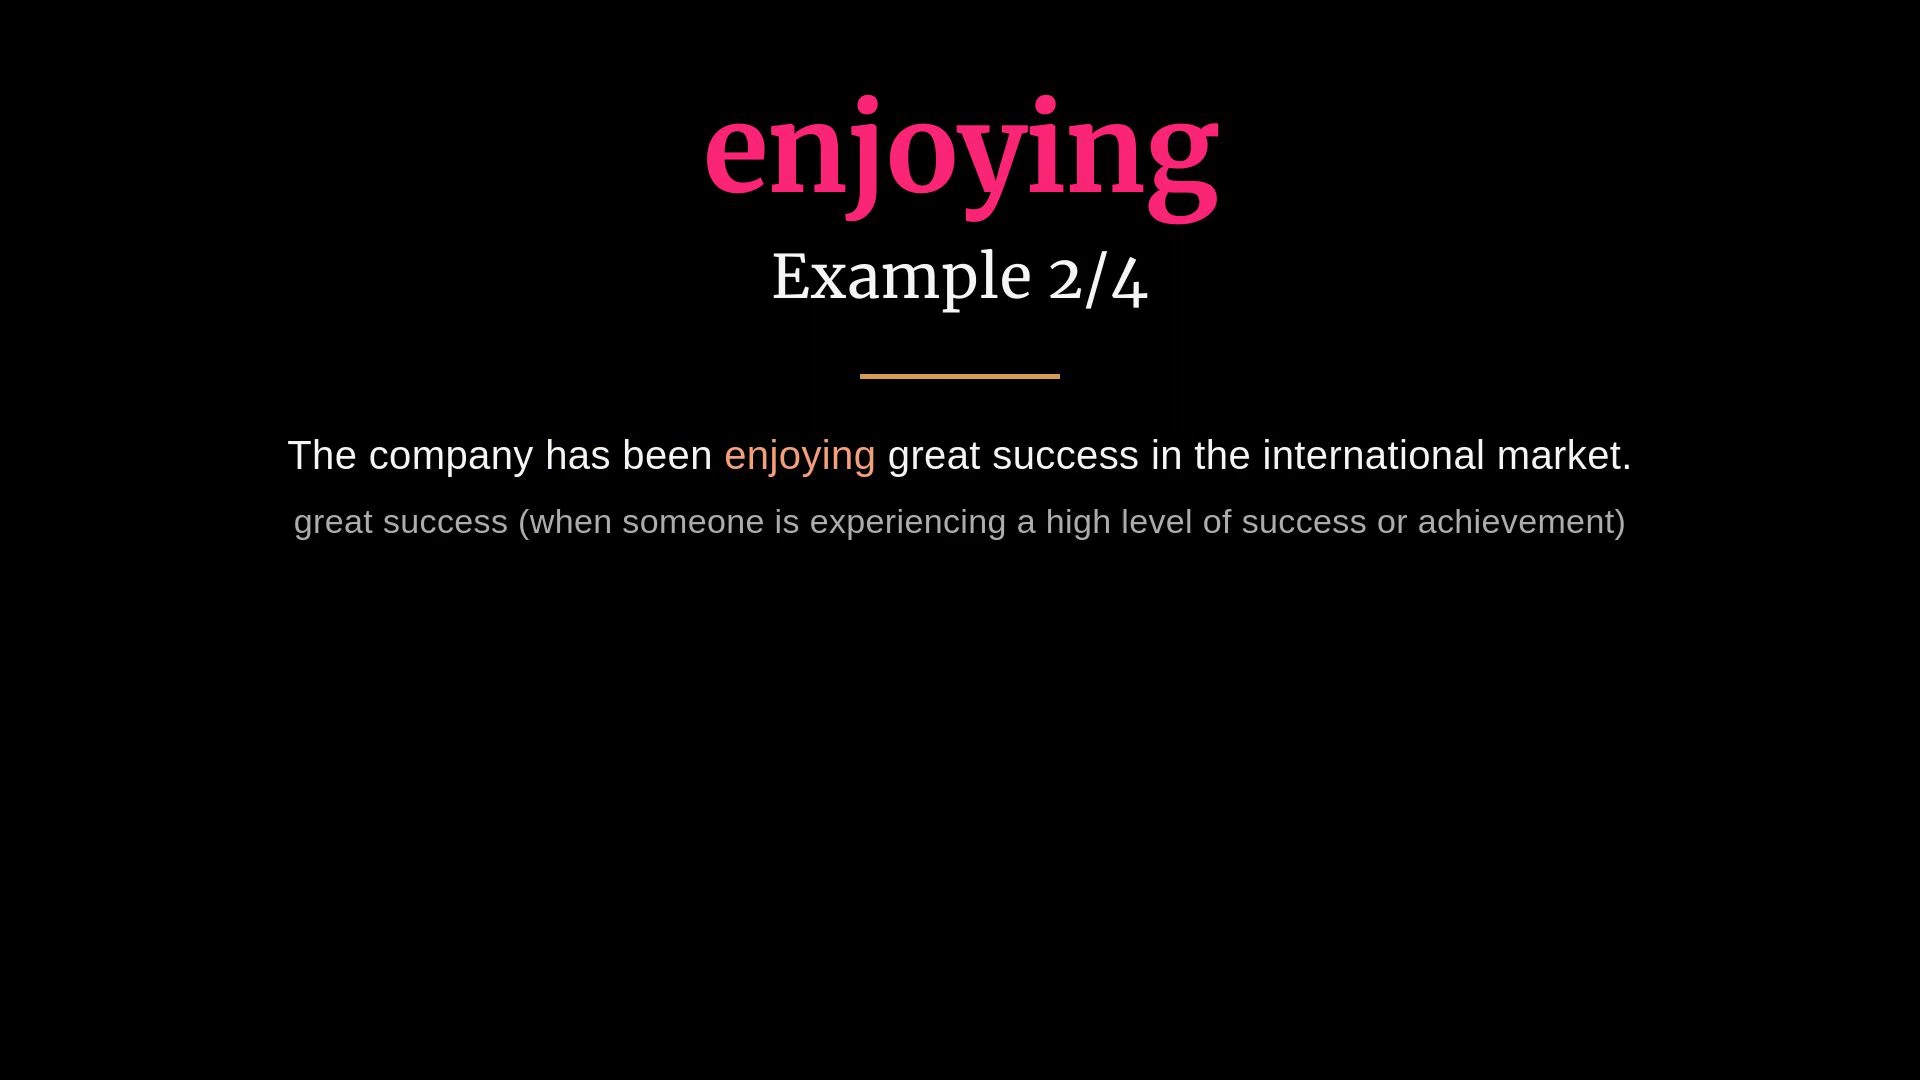 enjoying
Example 2/4
The company has been enjoying great success in the international market.
great success (when someone is experiencing a high level of success or achievement)